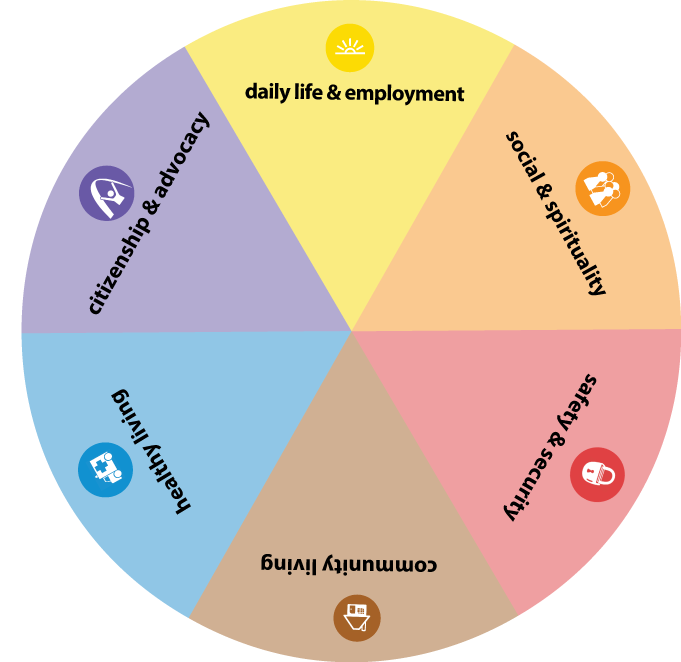 daily life & employment
social & spirituality
safety & security
community living
healthy living
citizenship & advocacy